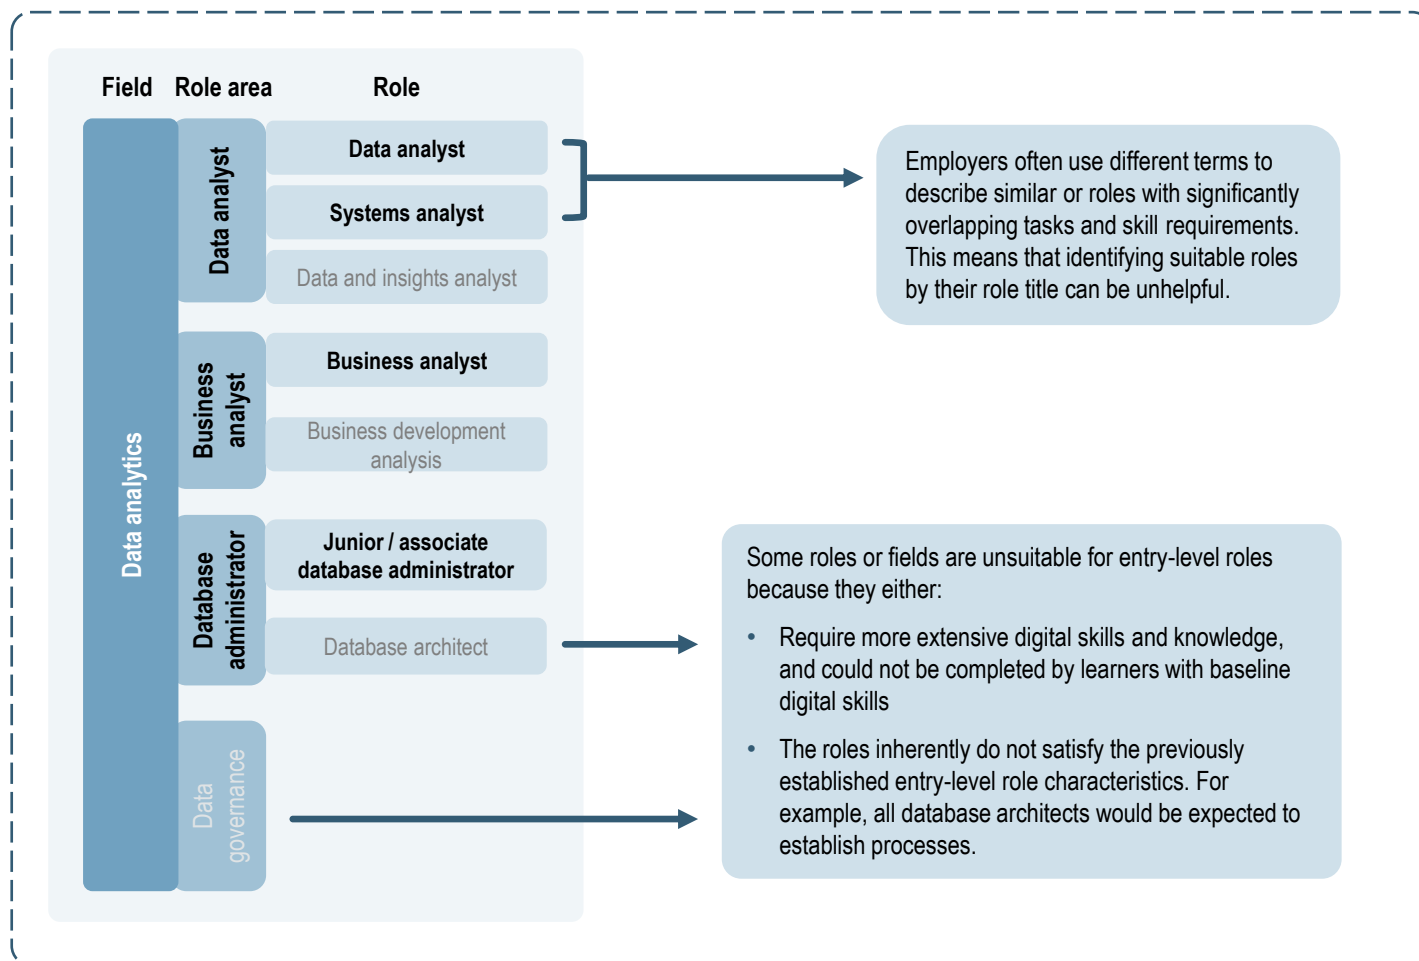 Field Role area Role
Data analytics
Data analyst
Data analyst
Systems analyst
Data and insights analyst
Business
analyst
Business analyst
Business development
analysis
Database
administrator
Junior / associate
database administrator
Database architect
Data
governance
Employers often use different terms to
describe similar or roles with significantly
overlapping tasks and skill requirements.
This means that identifying suitable roles
by their role title can be unhelpful.
Some roles or fields are unsuitable for entry-level roles
because they either:
• Require more extensive digital skills and knowledge,
and could not be completed by learners with baseline
digital skills
• The roles inherently do not satisfy the previously
established entry-level role characteristics. For
example, all database architects would be expected to
establish processes.